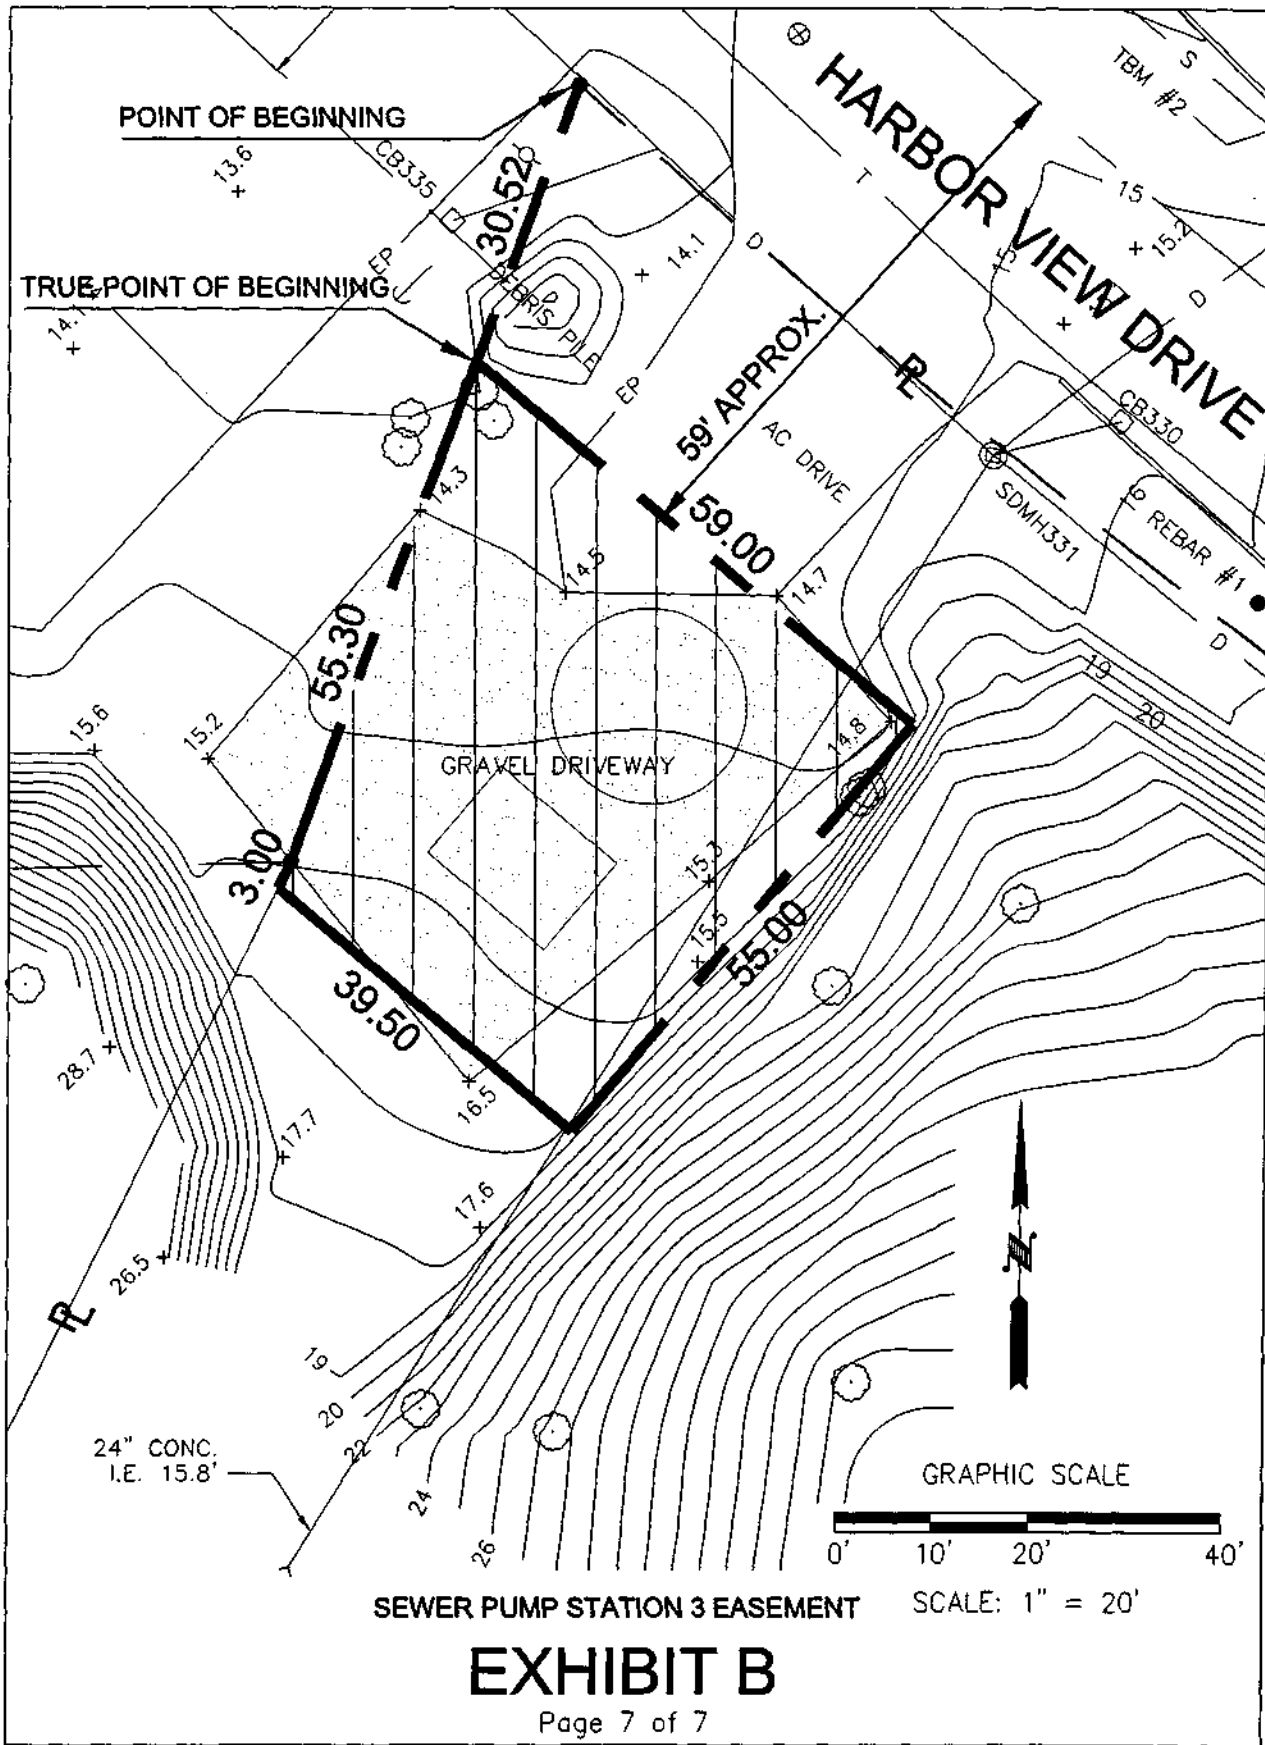 POINT OF BEGINNING
HARBOR VIEW DRIVE
TBM #2
S
13.6
CB335
30.52
T
15
15.2
EP
14.1
D
15
TRUE POINT OF BEGINNING
DEBRIS PILE
D
D
14.1
59' APPROX.
PL
EP
AC DRIVE
CB330
14.3
59.00
SDMH331
16
REBAR #1
14.5
14.7
D
55.30
19
20
15.6
15.2
14.8
GRAVEL DRIVEWAY
3.00
15.3
15.5
55.00
39.50
28.7
16.5
17.7
17.6
26.5
PL
N
19
20
22
24
26
24" CONC.
I.E. 15.8'
GRAPHIC SCALE
0' 10' 20' 40'
SCALE: 1" = 20'
SEWER PUMP STATION 3 EASEMENT
EXHIBIT B
Page 7 of 7